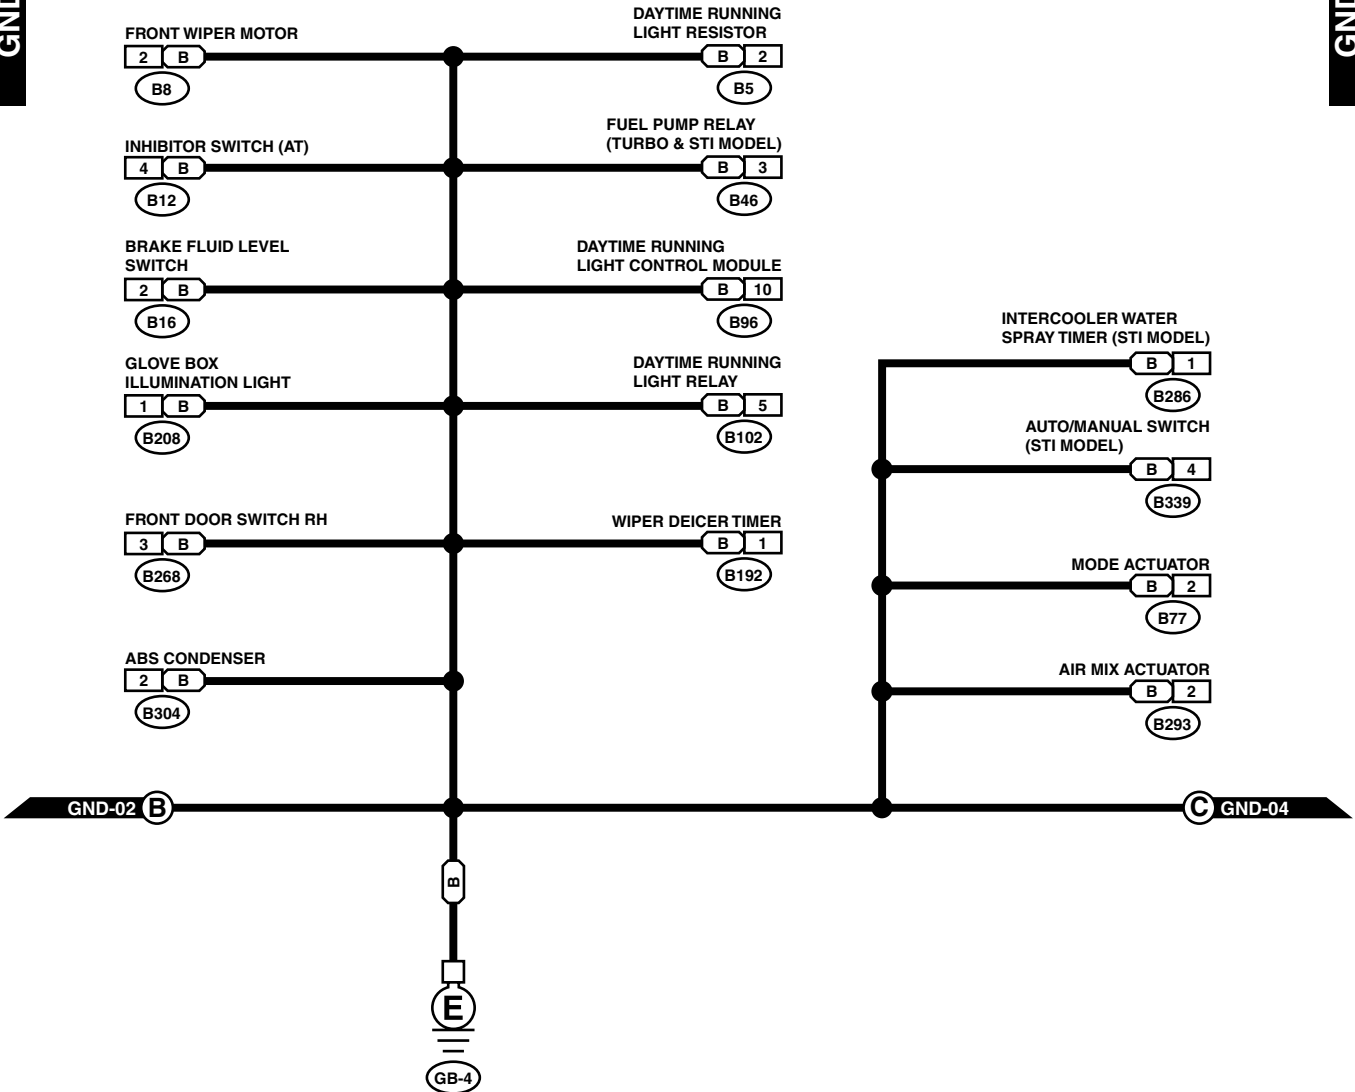 GND
GND
FRONT WIPER MOTOR
2 B
B8
DAYTIME RUNNING
LIGHT RESISTOR
B 2
B5
INHIBITOR SWITCH (AT)
4 B
B12
FUEL PUMP RELAY
(TURBO & STI MODEL)
B 3
B46
BRAKE FLUID LEVEL
SWITCH
2 B
B16
DAYTIME RUNNING
LIGHT CONTROL MODULE
B 10
B96
GLOVE BOX
ILLUMINATION LIGHT
1 B
B208
DAYTIME RUNNING
LIGHT RELAY
B 5
B102
FRONT DOOR SWITCH RH
3 B
B268
WIPER DEICER TIMER
B 1
B192
ABS CONDENSER
2 B
B304
INTERCOOLER WATER
SPRAY TIMER (STI MODEL)
B 1
B286
AUTO/MANUAL SWITCH
(STI MODEL)
B 4
B339
MODE ACTUATOR
B 2
B77
AIR MIX ACTUATOR
B 2
B293
GND-02 B
C GND-04
B
E
GB-4